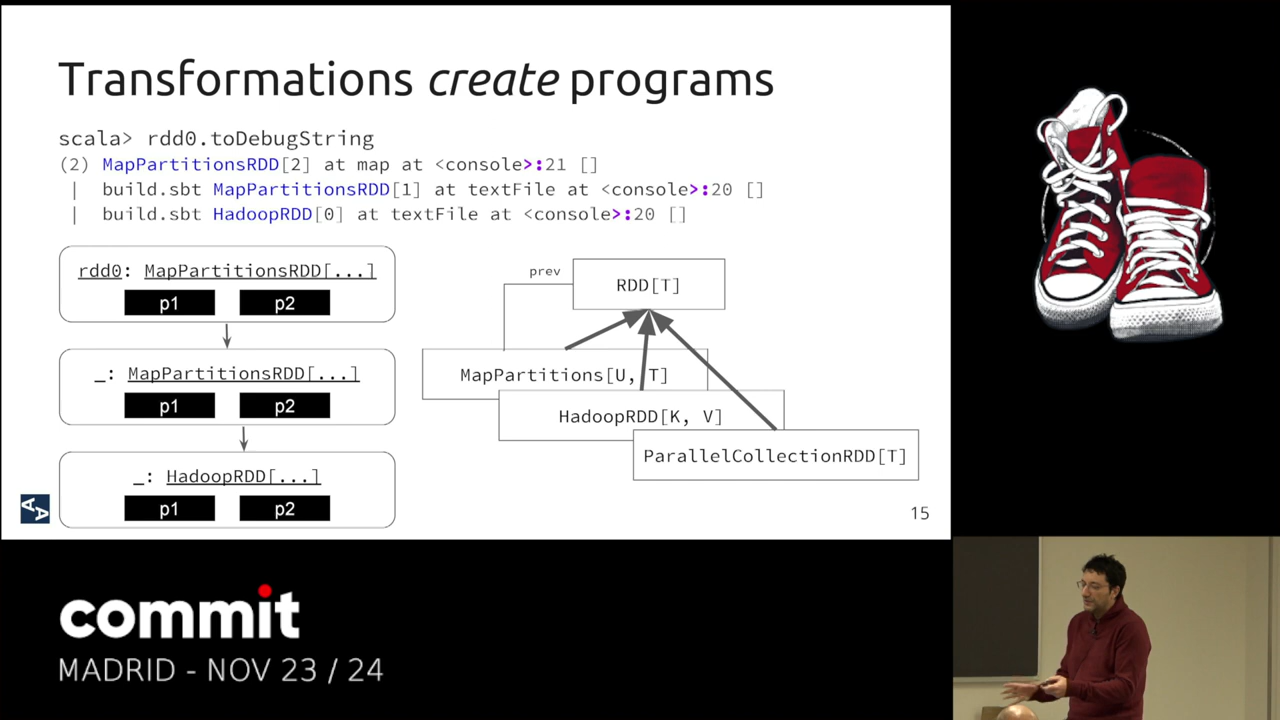 Transformations create programs
scala> rdd0.toDebugString
(2) MapPartitionsRDD[2] at map at <console>:21 []
| build.sbt MapPartitionsRDD[1] at textFile at <console>:20 []
| build.sbt HadoopRDD[0] at textFile at <console>:20 []
rdd0: MapPartitionsRDD[...]
p1 p2
_: MapPartitionsRDD[...]
p1 p2
_: HadoopRDD[...]
p1 p2
prev
RDD[T]
MapPartitions[U, T]
HadoopRDD[K, V]
ParallelCollectionRDD[T]
AA
15
commit
MADRID - NOV 23 / 24